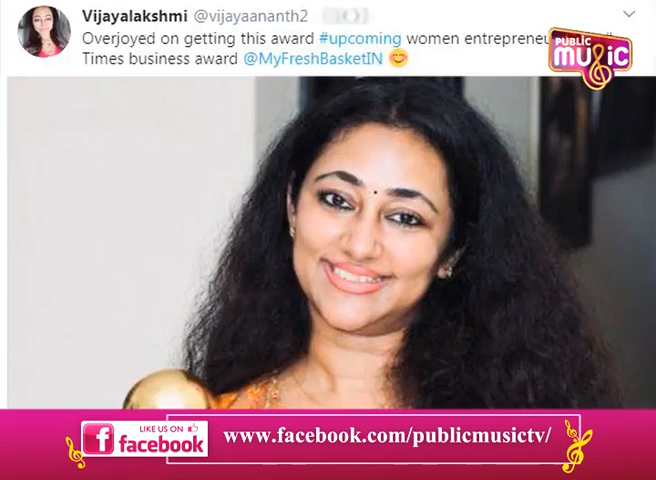 Vijayalakshmi @vijayaananth2
Overjoyed on getting this award #upcoming women
Times business award @MyFreshBasketIN
PUBLIC
music
LIKE US ON
facebook
www.facebook.com/publicmusictv/